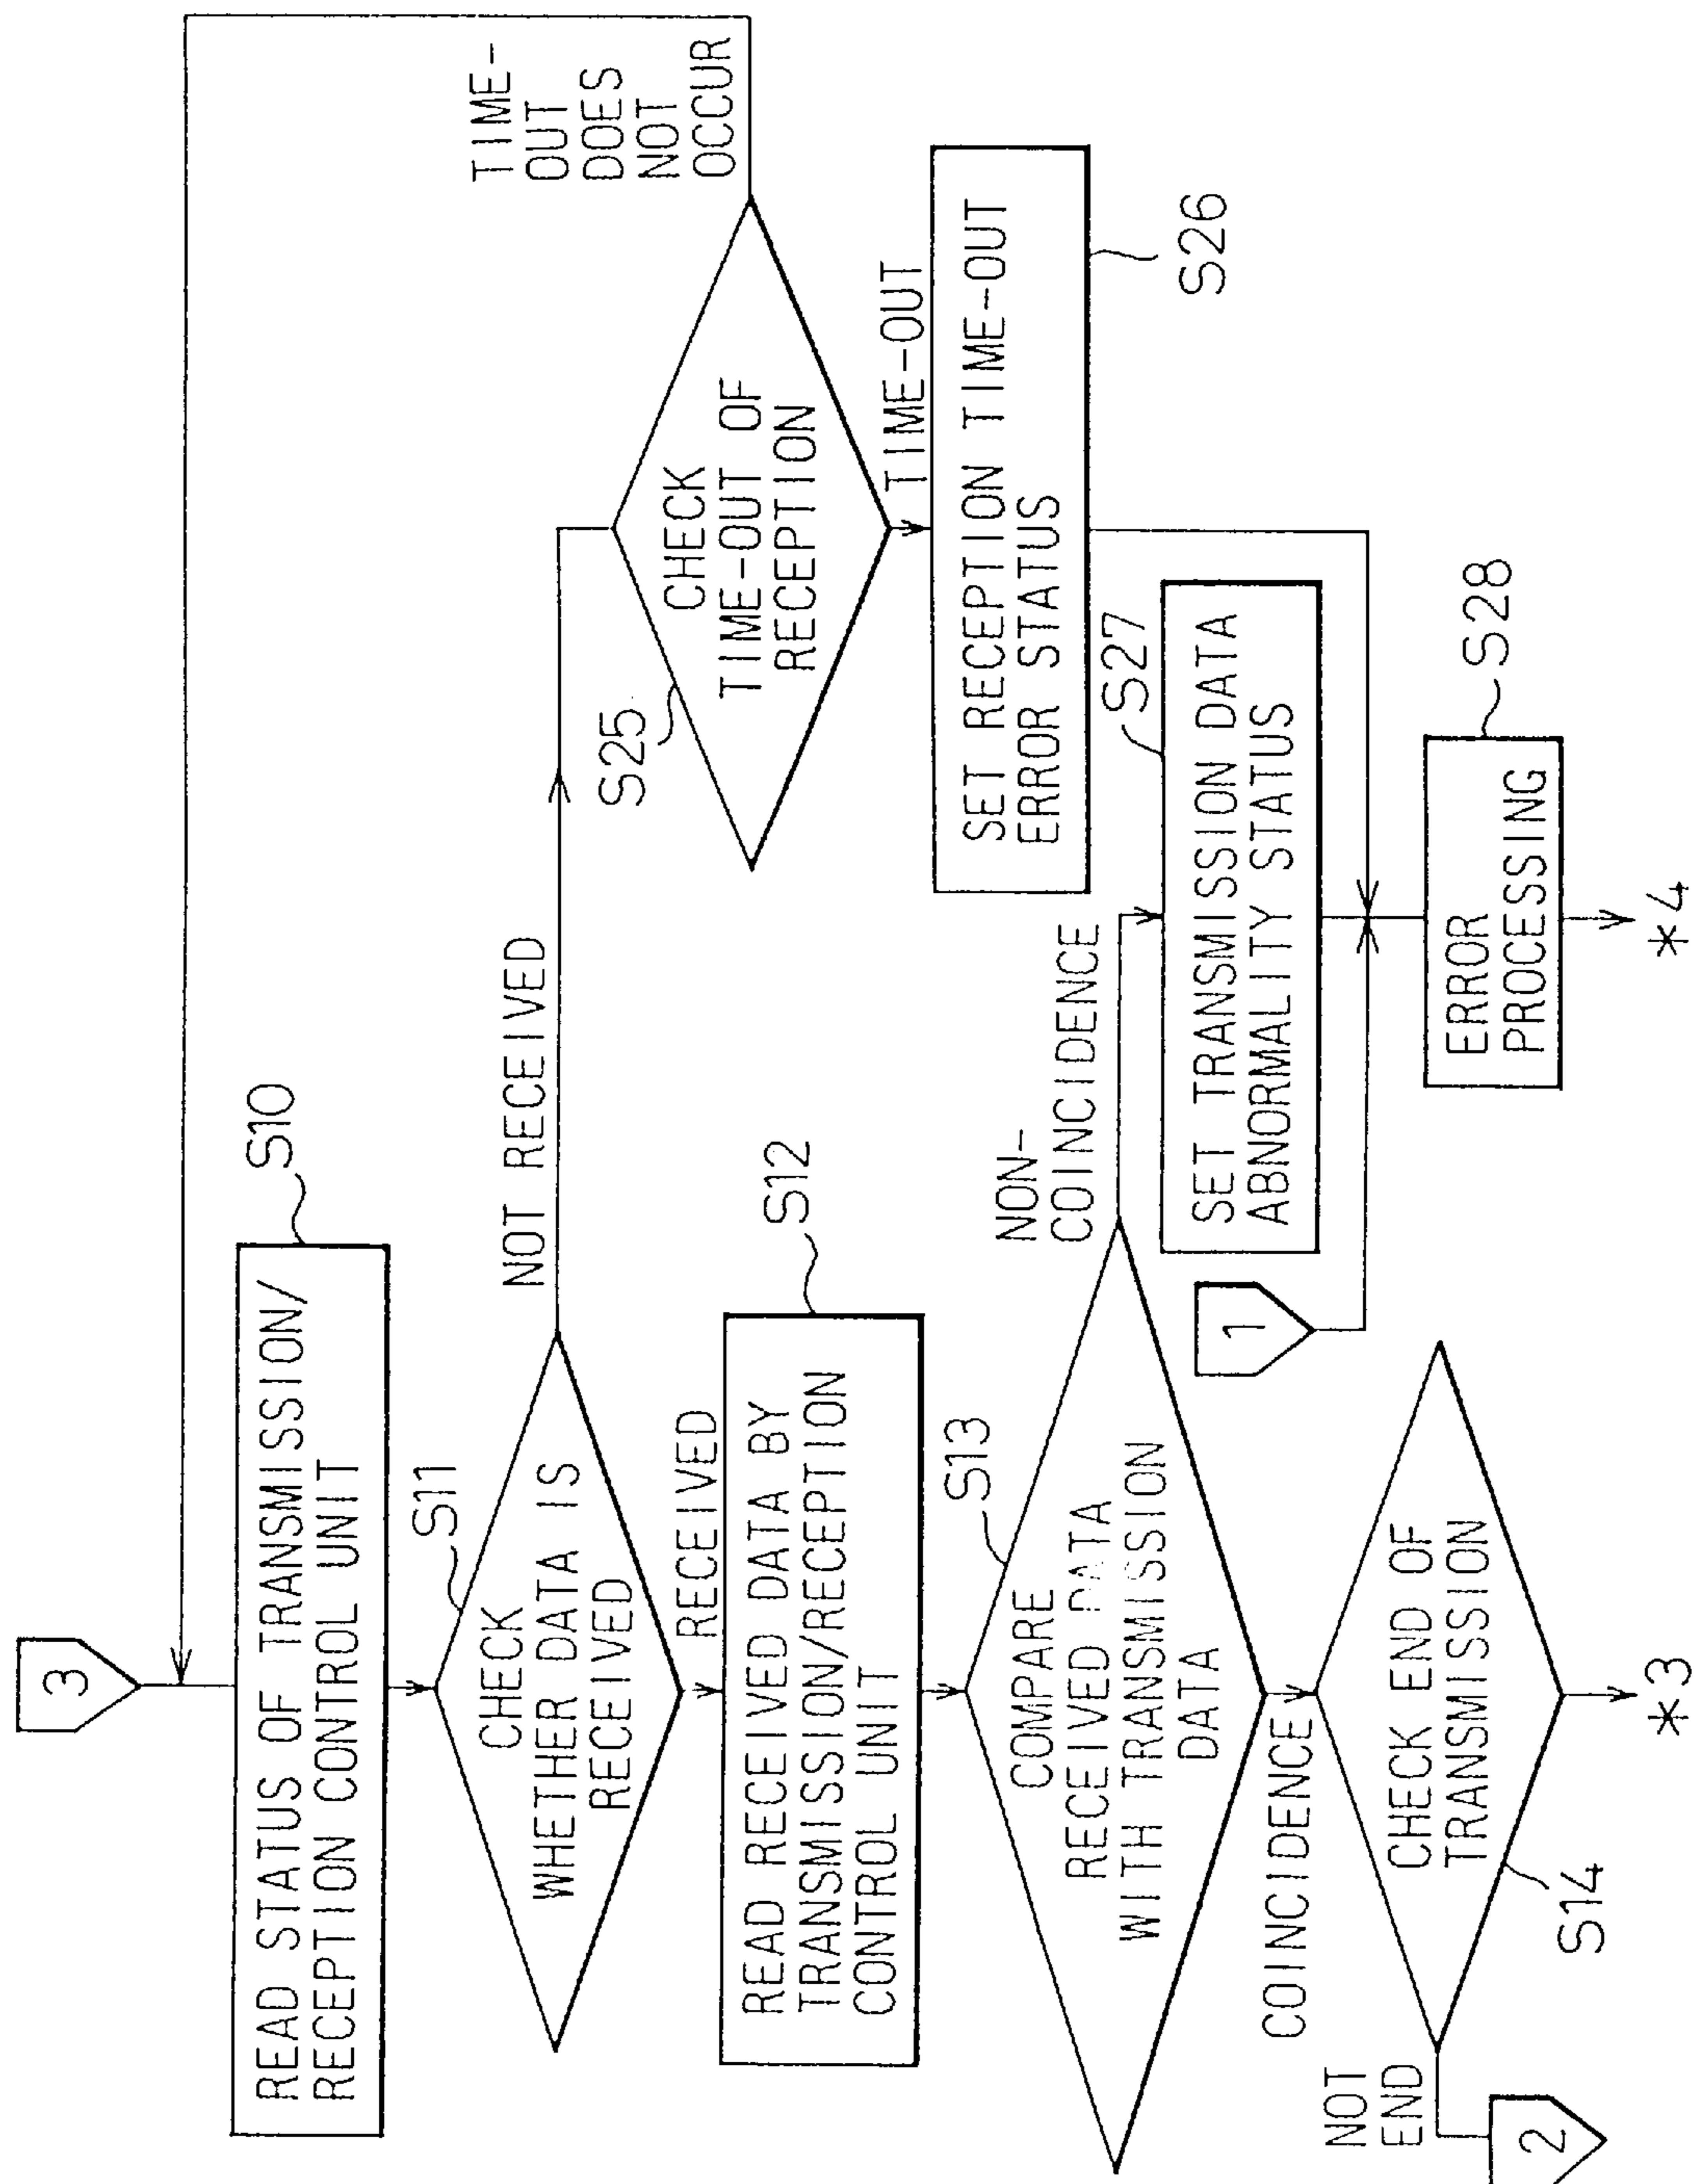 3
READ STATUS OF TRANSMISSION/
RECEPTION CONTROL UNIT
S10
CHECK
WHETHER DATA IS
RECEIVED
S11
NOT RECEIVED
RECEIVED
READ RECEIVED DATA BY
TRANSMISSION/RECEPTION
CONTROL UNIT
S12
COMPARE
RECEIVED DATA
WITH TRANSMISSION
DATA
S13
NON-
COINCIDENCE
COINCIDENCE
CHECK END OF
TRANSMISSION
S14
NOT
END
2
*3
TIME-
OUT
DOES
NOT
OCCUR
CHECK
TIME-OUT OF
RECEPTION
S25
TIME-OUT
SET RECEPTION TIME-OUT
ERROR STATUS
S26
SET TRANSMISSION DATA
ABNORMALITY STATUS
S27
1
ERROR
PROCESSING
S28
*4